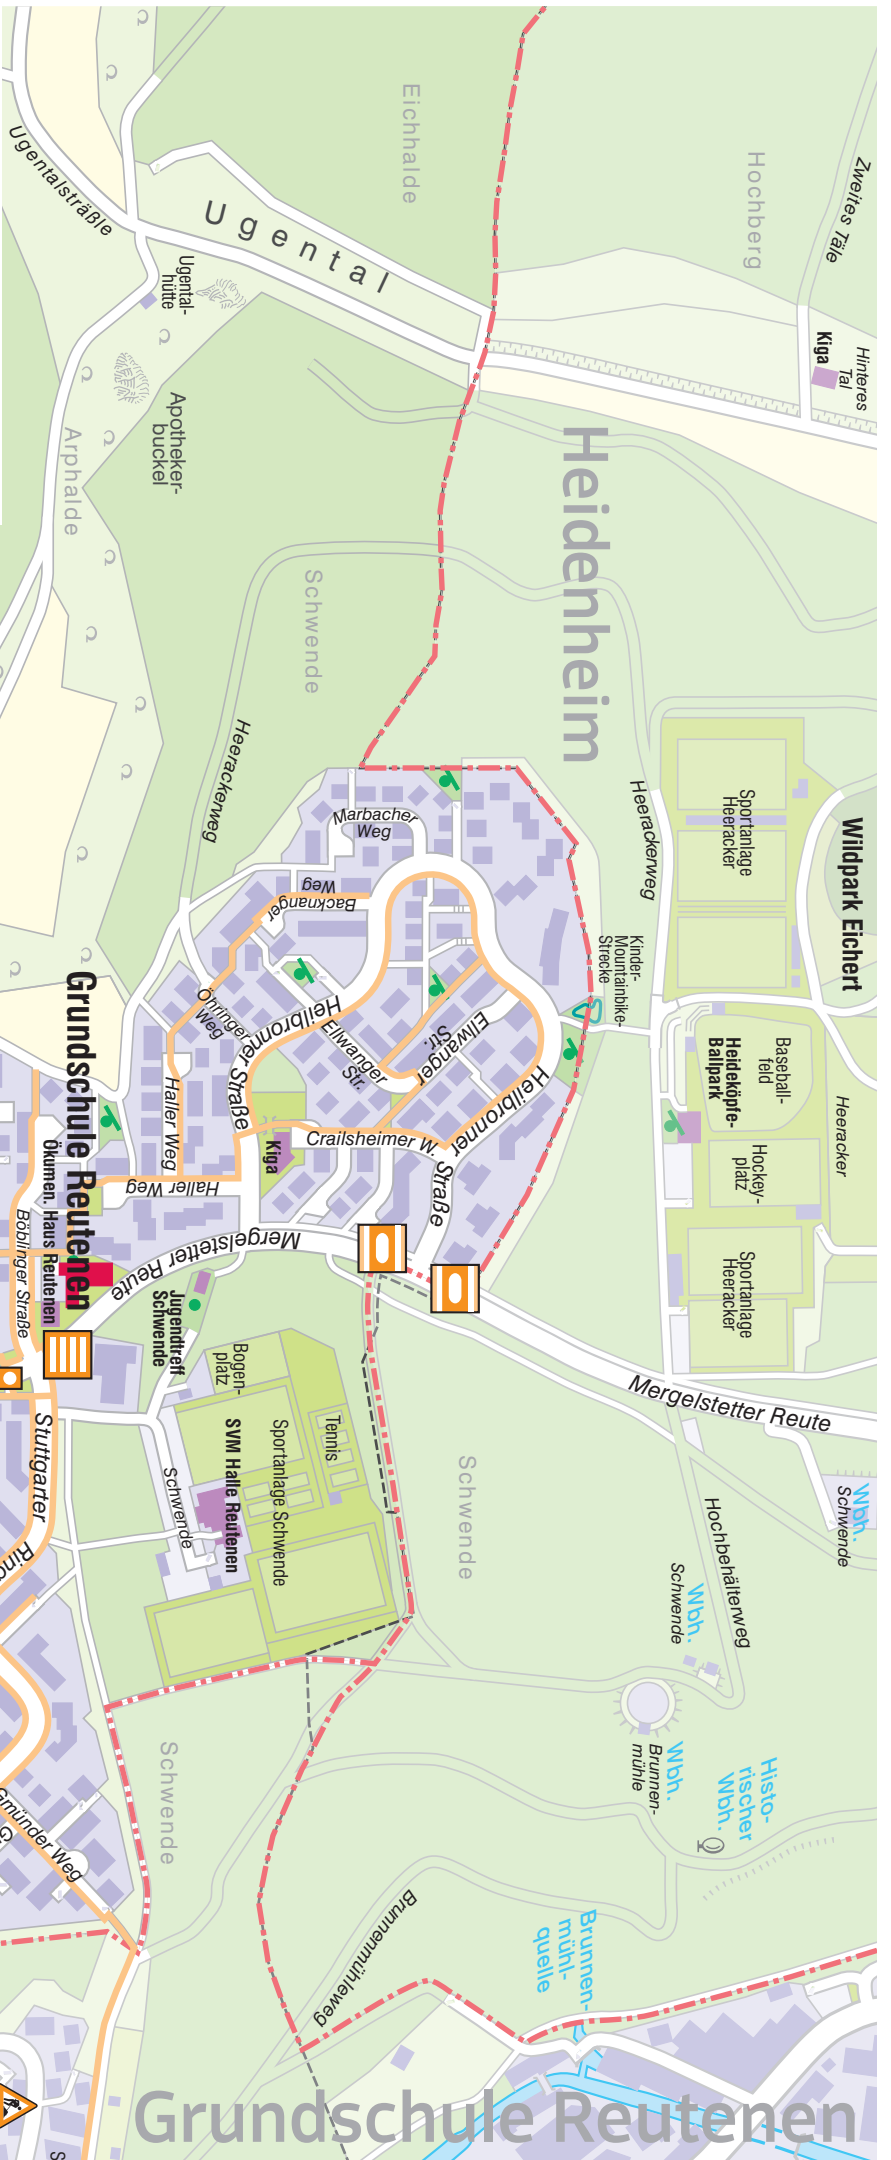 Eichhalde
Hochberg
Zweites Täle
Ugentalsträßle
Ugental
Ugental-
hütte
Kiga
Hinteres
Tal
Apotheker-
buckel
Arphalde
Heidenheim
Schwende
Heerackerweg
Heerackerweg
Sportanlage
Heeracker
Wildpark Eichert
Marbacher
Weg
Backnanger
Weg
Kinder-
Mountainbike-
Strecke
Grundschule Reutenen
Ökumen. Haus Reutenen
Öhringer
Weg
Heilbronner Straße
Ellwanger
Str.
Ellwanger
Str.
Heilbronner
Straße
Baseball-
feld
Heideköpfe-
Ballpark
Heeracker
Haller Weg
Haller Weg
Kiga
Crailsheimer W.
Hockey-
platz
Sportanlage
Heeracker
Böblinger Straße
Mergelstetter Reute
Jugendtreff
Schwende
Bogen-
platz
Mergelstetter Reute
Stuttgarter
Ring
SVM Halle Reutenen
Sportanlage Schwende
Tennis
Schwende
Schwende
Hochbehälterweg
Wbh.
Schwende
Wbh.
Schwende
Schwende
Wbh.
Brunnen-
mühle
Histo-
rischer
Wbh.
Gmünder Weg
Brunnenmühleweg
Brunnen-
mühl-
quelle
Grundschule Reutenen